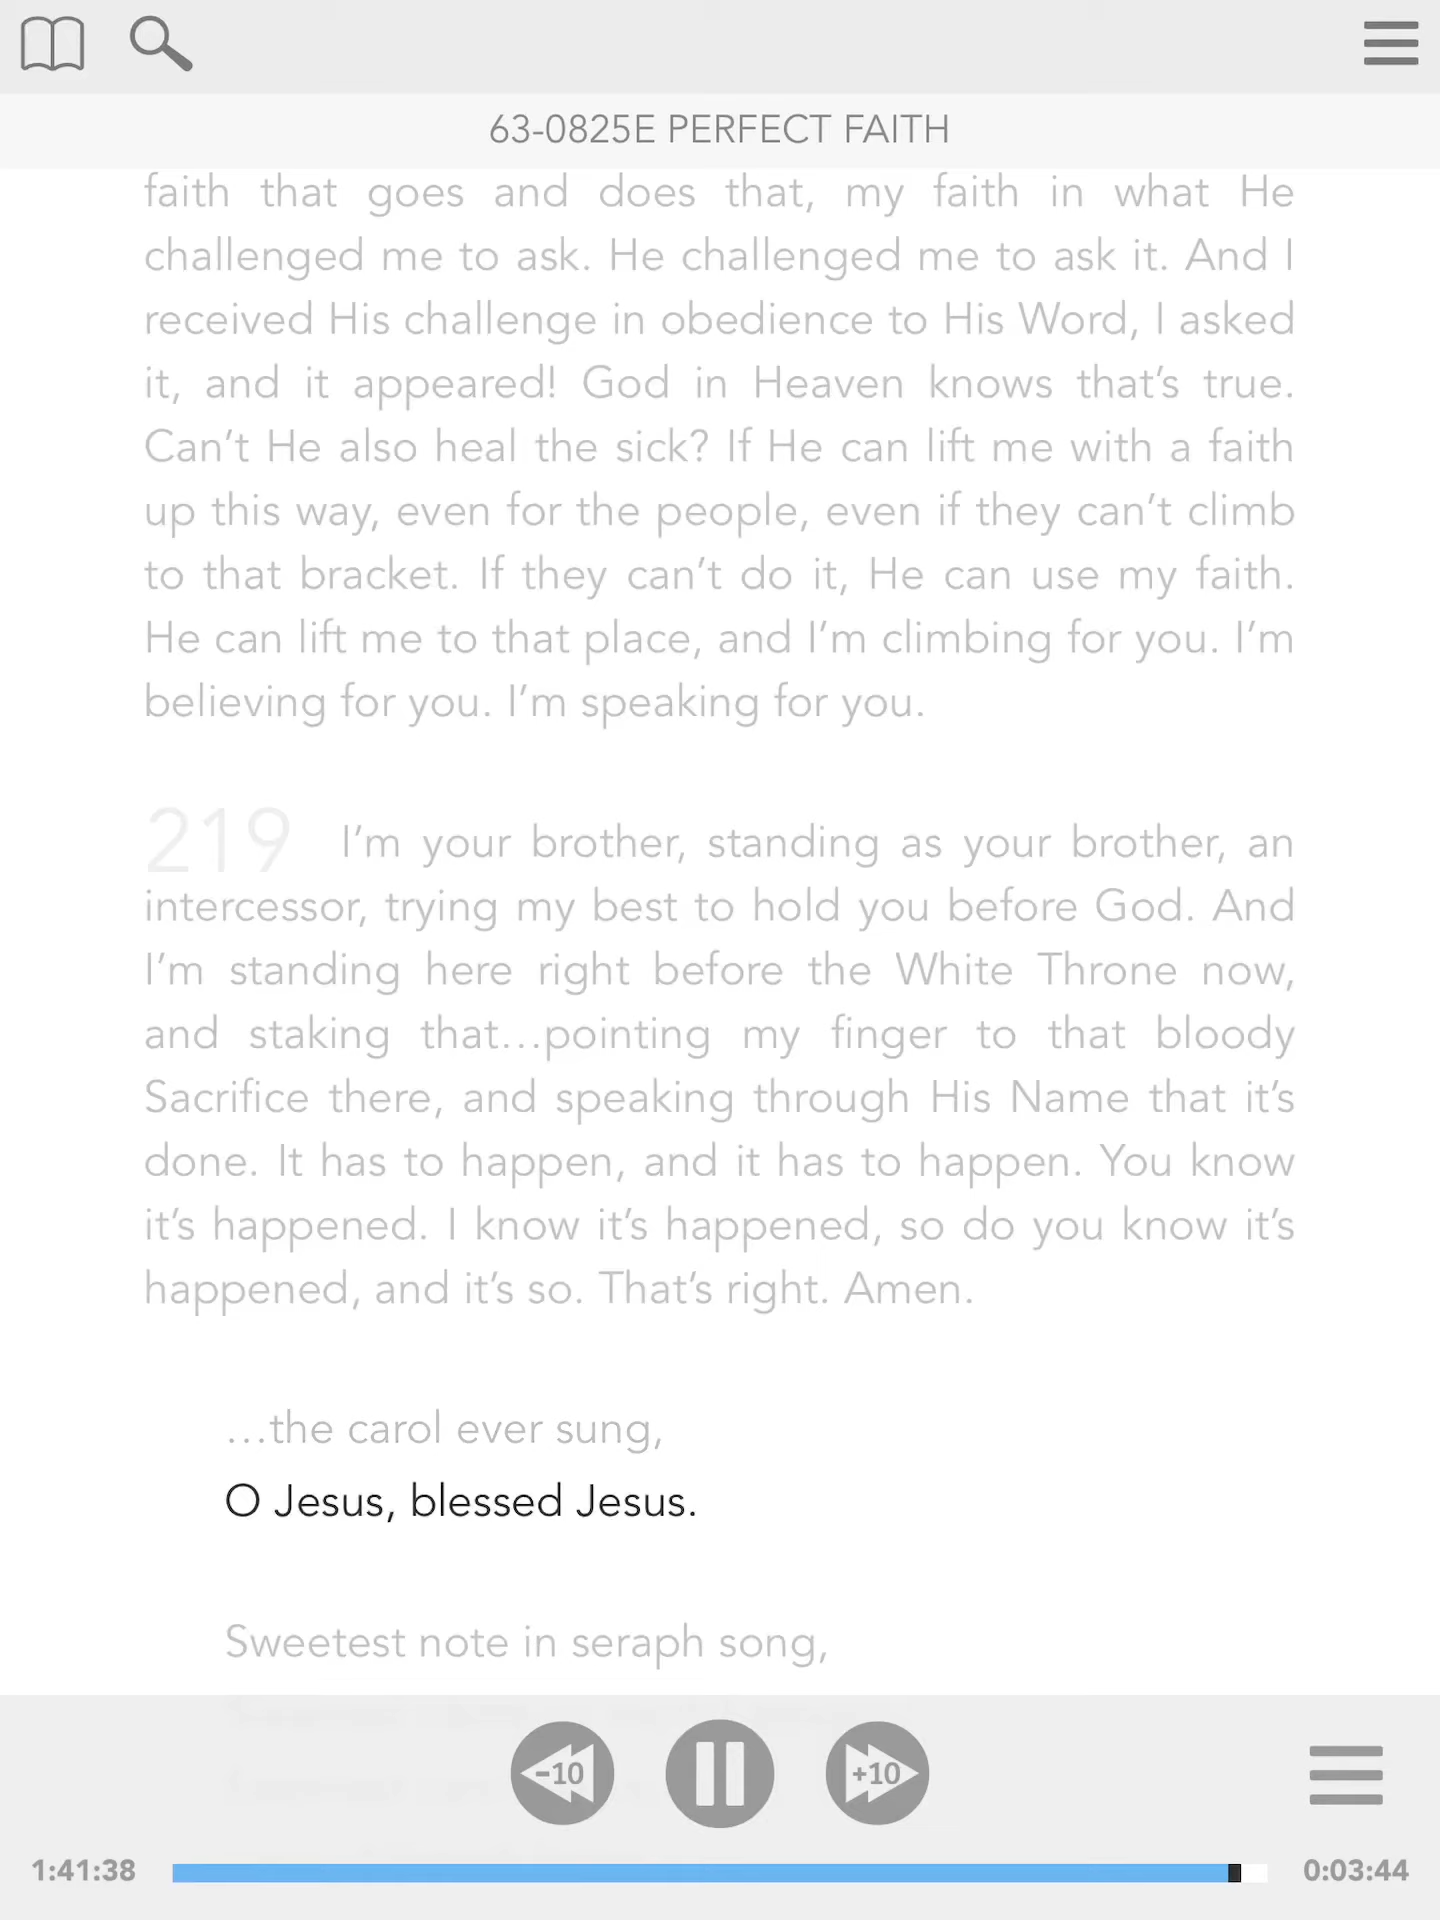 63-0825E PERFECT FAITH
faith that goes and does that, my faith in what He
challenged me to ask. He challenged me to ask it. And I
received His challenge in obedience to His Word, I asked
it, and it appeared! God in Heaven knows that’s true.
Can’t He also heal the sick? If He can lift me with a faith
up this way, even for the people, even if they can’t climb
to that bracket. If they can’t do it, He can use my faith.
He can lift me to that place, and I’m climbing for you. I’m
believing for you. I’m speaking for you.
219 I’m your brother, standing as your brother, an
intercessor, trying my best to hold you before God. And
I’m standing here right before the White Throne now,
and staking that…pointing my finger to that bloody
Sacrifice there, and speaking through His Name that it’s
done. It has to happen, and it has to happen. You know
it’s happened. I know it’s happened, so do you know it’s
happened, and it’s so. That’s right. Amen.
…the carol ever sung,
O Jesus, blessed Jesus.
Sweetest note in seraph song,
-10 +10
1:41:38 0:03:44